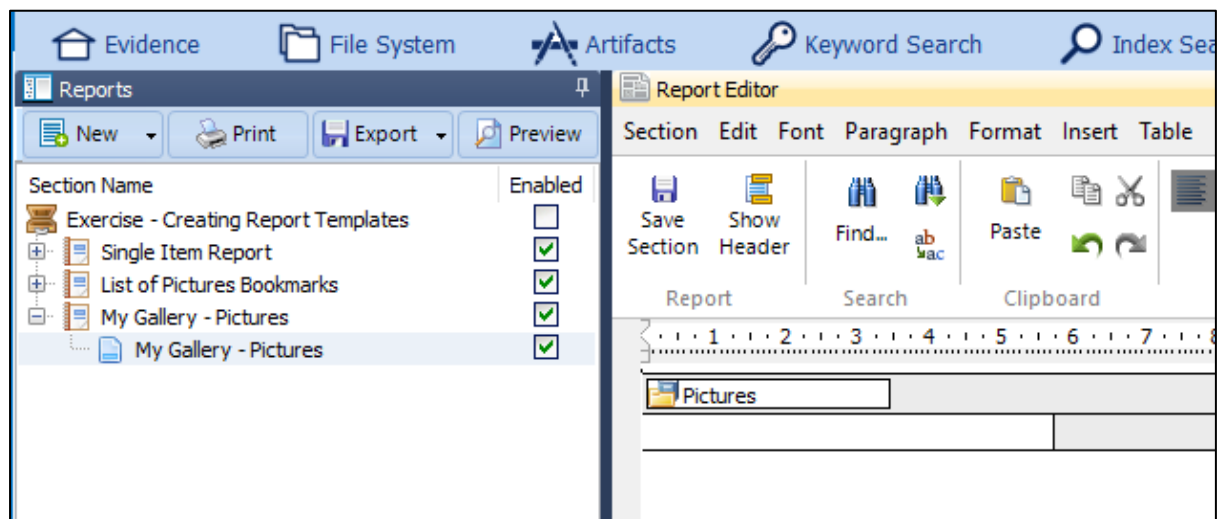 Evidence File System Artifacts Keyword Search Index Sea
Reports
New Print Export Preview
Section Name Enabled
Exercise - Creating Report Templates
Single Item Report
List of Pictures Bookmarks
My Gallery - Pictures
My Gallery - Pictures
Report Editor
Section Edit Font Paragraph Format Insert Table
Save Section
Show Header
Find...
ab
ac
Paste
Report Search Clipboard
1 2 3 4 5 6 7 8
Pictures